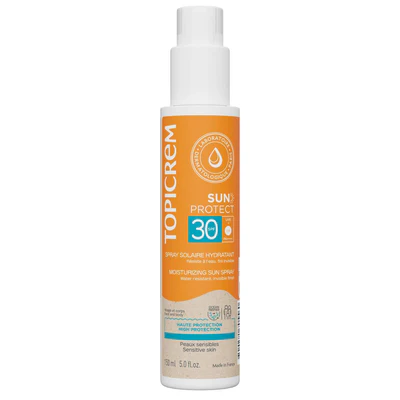 TOPICREM
LABORATOIRE
SUN
PROTECT
30
SPRAY SOLAIRE HYDRATANT
MOISTURIZING SUN SPRAY
HAUTE PROTECTION
HIGH PROTECTION
Peaux sensibles
Sensitive skin
150 ml 5.0 fl.oz.
Made in France